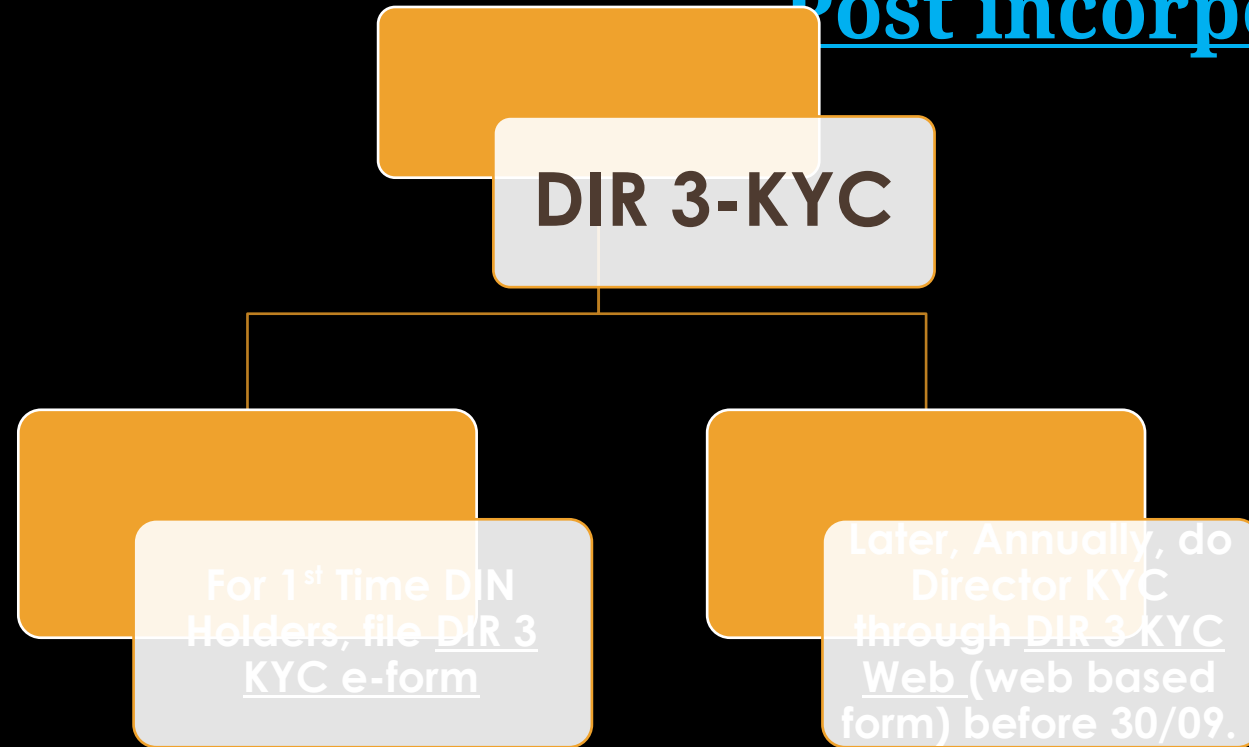 Post incorp
DIR 3-KYC
For 1st Time DIN
Holders, file DIR 3
KYC e-form
Later, Annually, do
Director KYC
through DIR 3 KYC
Web (web based
form) before 30/09.